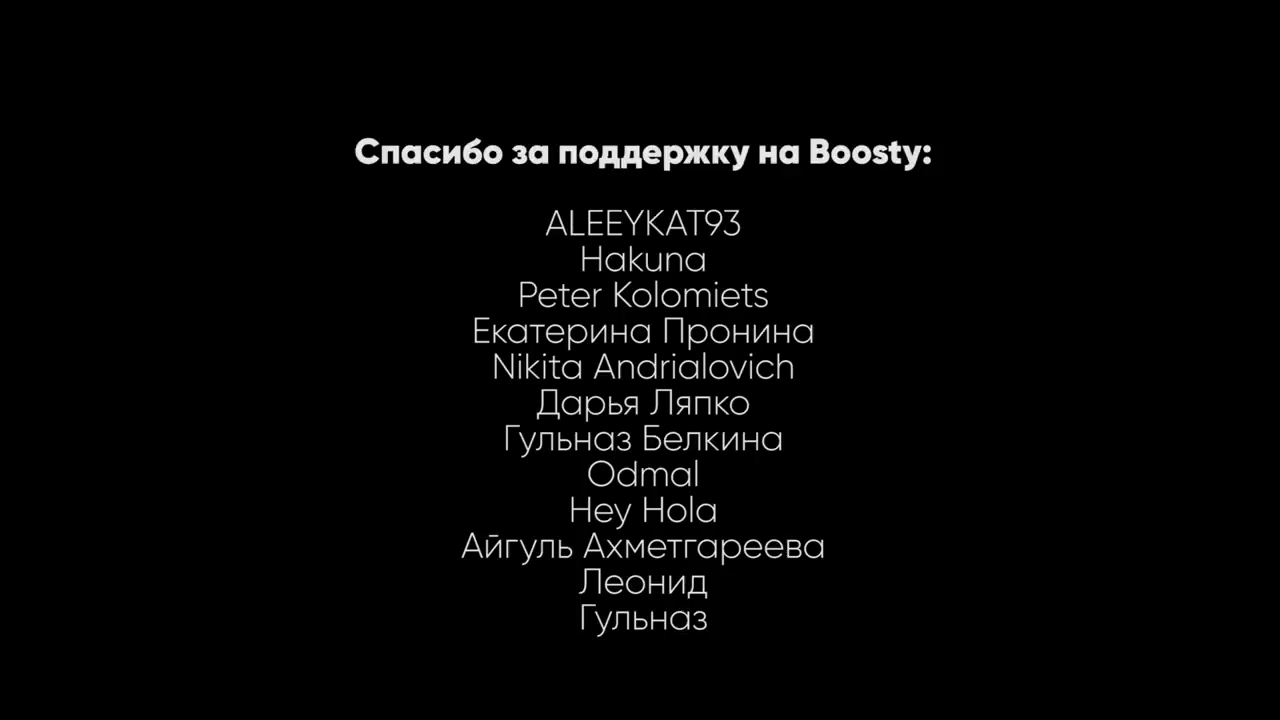 Спасибо за поддержку на Boosty:
ALEEYKAT93
Hakuna
Peter Kolomiets
Екатерина Пронина
Nikita Andrialovich
Дарья Ляпко
Гульназ Белкина
Odmal
Hey Hola
Айгуль Ахметгареева
Леонид
Гульназ